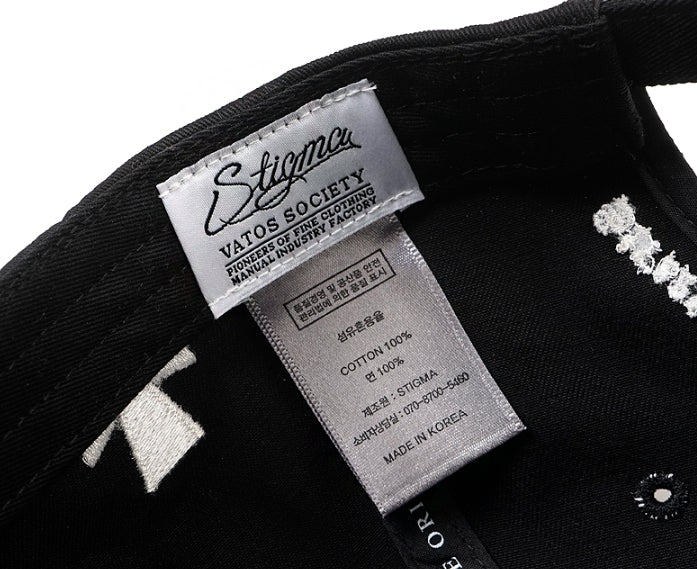 Stigma
VATOS SOCIETY
PIONEERS OF FINE CLOTHING
MANUAL INDUSTRY FACTORY
품질경영 및 공산품 안전
관리법에 의한 품질 표시
섬유혼용율
COTTON 100%
면 100%
제조원 : STIGMA
소비자상담실 : 070-8700-5460
MADE IN KOREA
E ORI